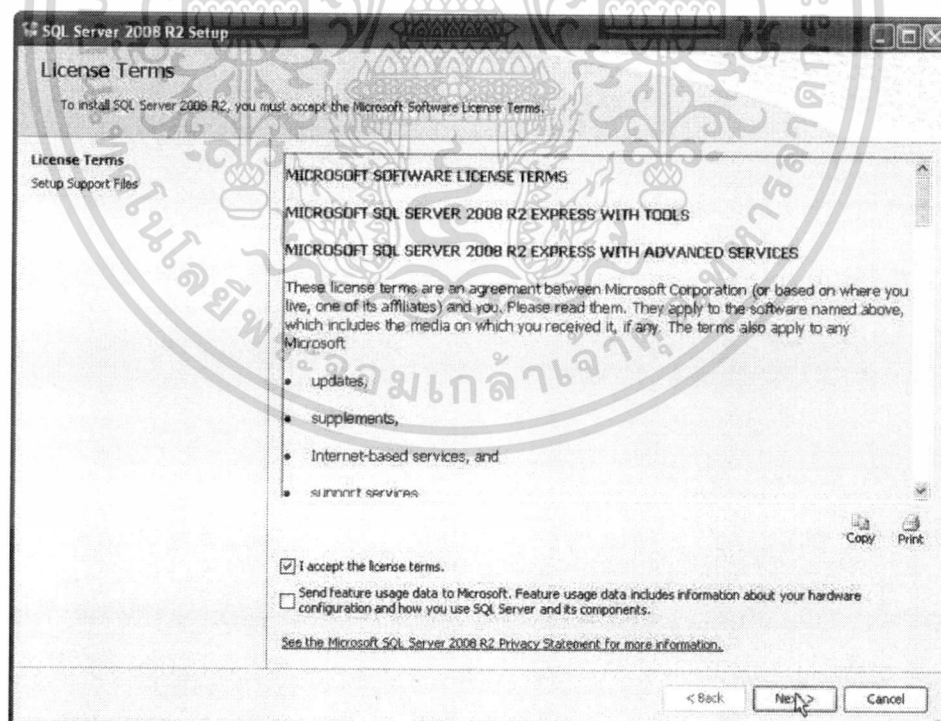 SQL Server 2008 R2 Setup
License Terms
To install SQL Server 2008 R2, you must accept the Microsoft Software License Terms.
License Terms
Setup Support Files
MICROSOFT SOFTWARE LICENSE TERMS
MICROSOFT SQL SERVER 2008 R2 EXPRESS WITH TOOLS
MICROSOFT SQL SERVER 2008 R2 EXPRESS WITH ADVANCED SERVICES
These license terms are an agreement between Microsoft Corporation (or based on where you
live, one of its affiliates) and you. Please read them. They apply to the software named above,
which includes the media on which you received it, if any. The terms also apply to any
Microsoft
• updates,
• supplements,
• Internet-based services, and
• support services
Copy Print
I accept the license terms.
Send feature usage data to Microsoft. Feature usage data includes information about your hardware
configuration and how you use SQL Server and its components.
See the Microsoft SQL Server 2008 R2 Privacy Statement for more information.
< Back Next > Cancel